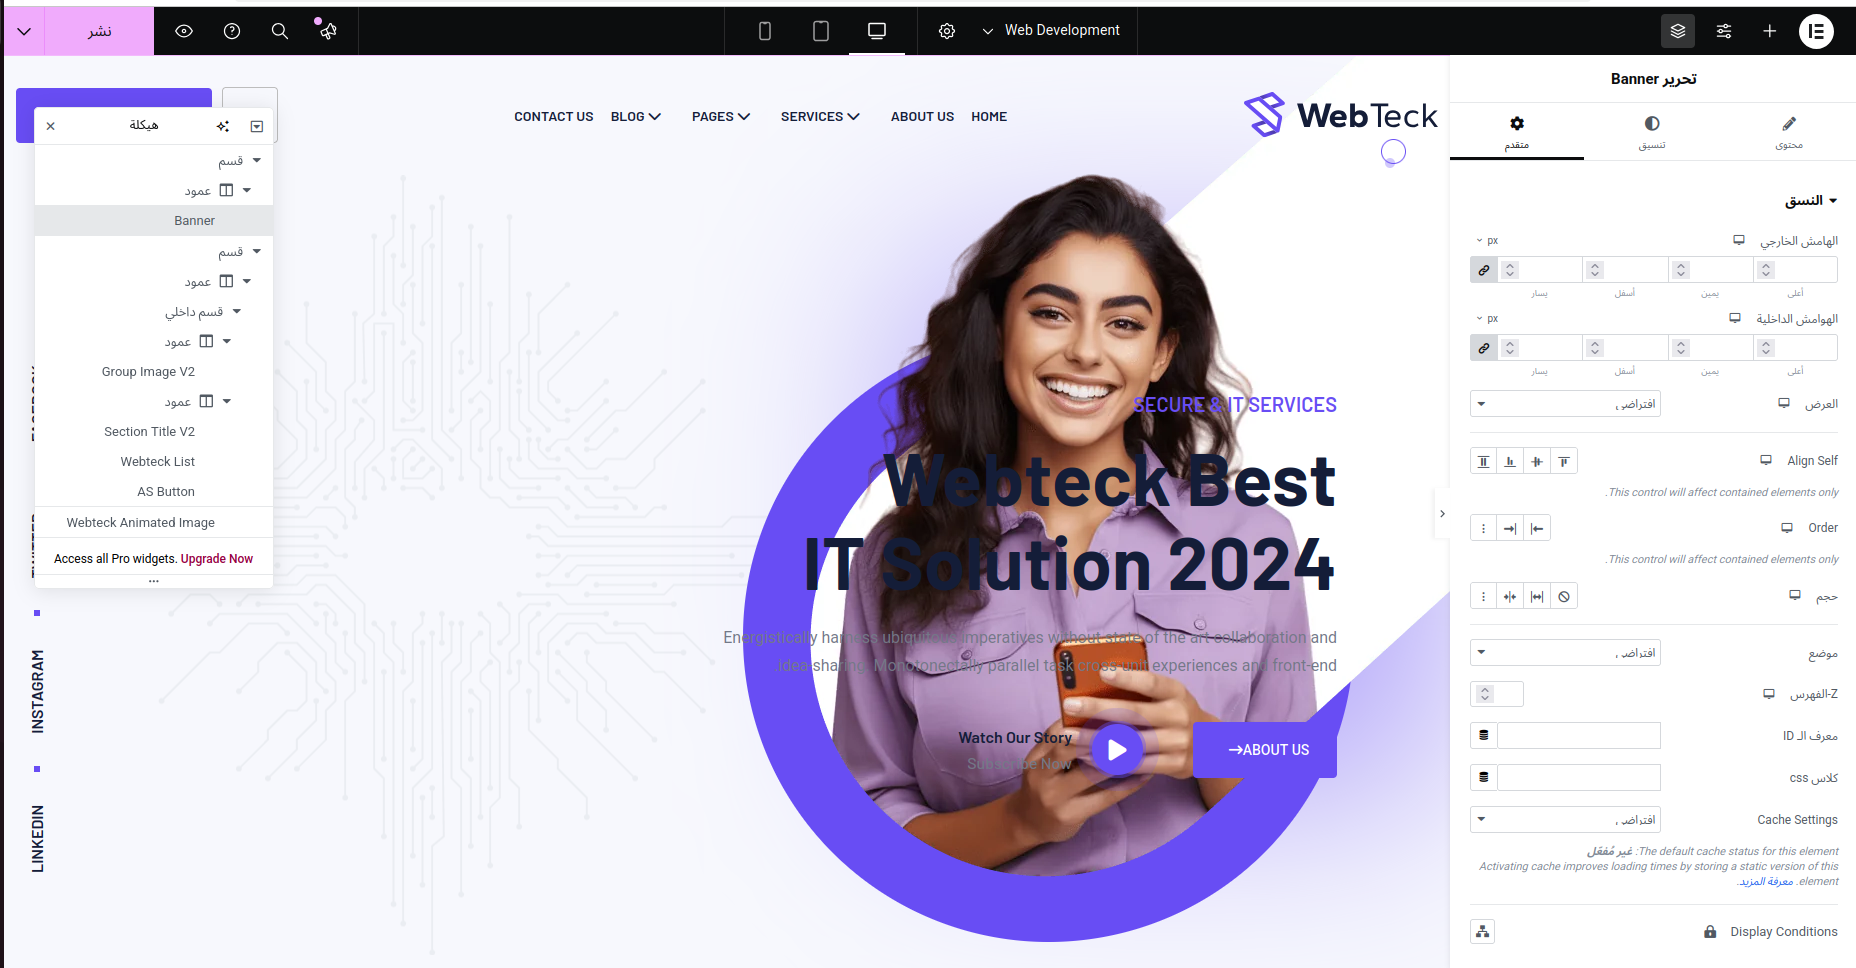 نشر
Web Development
تحرير Banner
محتوى
تنسيق
متقدم
النسق
الهامش الخارجي
px
أعلى
يمين
أسفل
يسار
الهوامش الداخلية
px
أعلى
يمين
أسفل
يسار
العرض
افتراضي
Align Self
This control will affect contained elements only.
Order
This control will affect contained elements only.
حجم
موضع
افتراضي
Z-الفهرس
معرف الـ ID
كلاس css
Cache Settings
افتراضي
The default cache status for this element: غير مُفعّل
Activating cache improves loading times by storing a static version of this
element. معرفة المزيد.
Display Conditions
WebTeck
HOME
ABOUT US
SERVICES
PAGES
BLOG
CONTACT US
هيكلة
قسم
عمود
Banner
قسم
عمود
قسم داخلي
عمود
Group Image V2
عمود
Section Title V2
Webteck List
AS Button
Webteck Animated Image
Access all Pro widgets. Upgrade Now
SECURE & IT SERVICES
Webteck Best
IT Solution 2024
Energistically harness ubiquitous imperatives without state of the art collaboration and
.idea sharing. Monotonectally parallel task cross-unit experiences and front-end
ABOUT US
Watch Our Story
Subscribe Now
INSTAGRAM
LINKEDIN